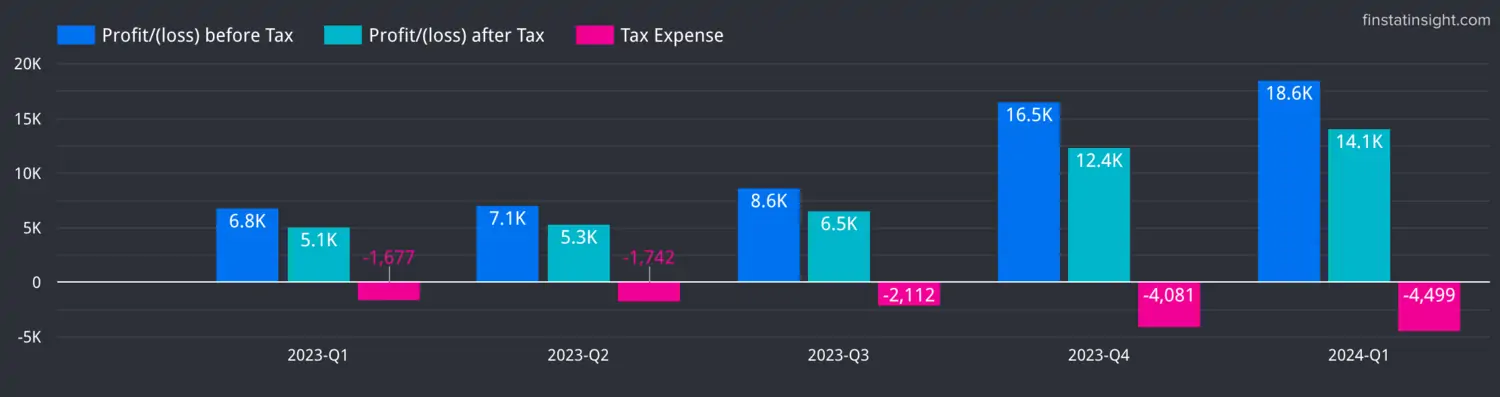 finstatinsight.com
Profit/(loss) before Tax Profit/(loss) after Tax Tax Expense
20K
15K
10K
5K
0
-5K
6.8K
5.1K
-1,677
7.1K
5.3K
-1,742
8.6K
6.5K
-2,112
16.5K
12.4K
-4,081
18.6K
14.1K
-4,499
2023-Q1 2023-Q2 2023-Q3 2023-Q4 2024-Q1